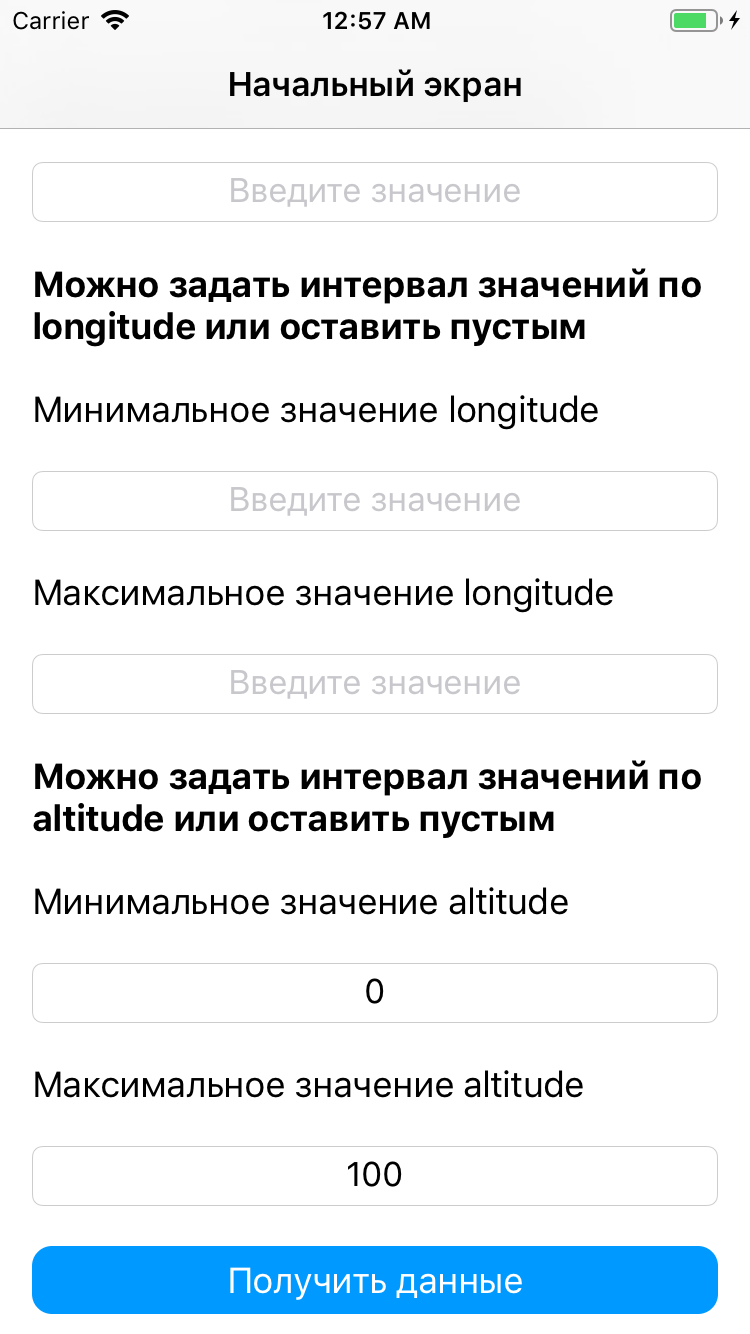 Carrier 12:57 AM
Начальный экран
Введите значение
Можно задать интервал значений по
longitude или оставить пустым
Минимальное значение longitude
Введите значение
Максимальное значение longitude
Введите значение
Можно задать интервал значений по
altitude или оставить пустым
Минимальное значение altitude
0
Максимальное значение altitude
100
Получить данные